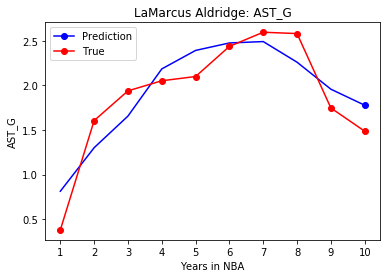 LaMarcus Aldridge: AST_G
Prediction
True
AST_G
2.5
2.0
1.5
1.0
0.5
1 2 3 4 5 6 7 8 9 10
Years in NBA